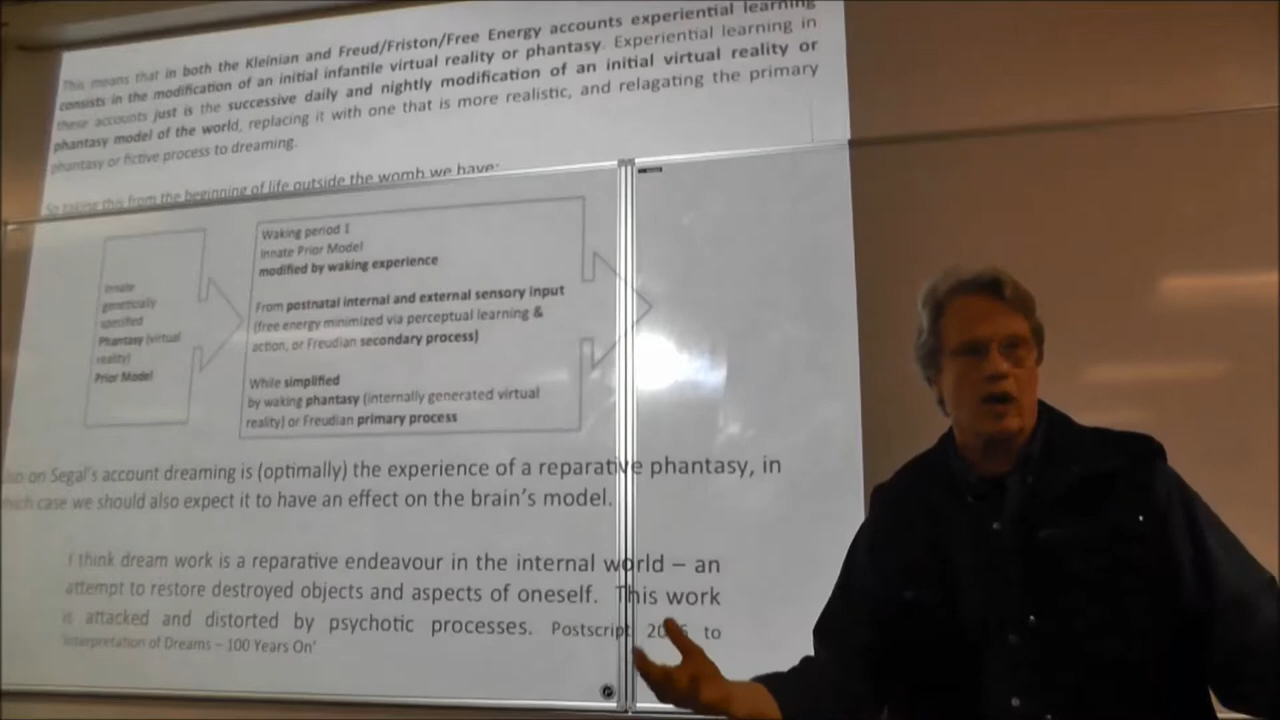 This means that in both the Kleinian and Freud/Friston/Free Energy accounts experiential learning
consists in the modification of an initial infantile virtual reality or phantasy. Experiential learning in
these accounts just is the successive daily and nightly modification of an initial virtual reality or
phantasy model of the world, replacing it with one that is more realistic, and relagating the primary
phantasy or fictive process to dreaming.
So taking this from the beginning of life outside the womb we have:
Innate
genetically
specified
Phantasy (virtual
reality)
Prior Model
Waking period 1
Innate Prior Model
modified by waking experience
From postnatal internal and external sensory input
(free energy minimized via perceptual learning &
action, or Freudian secondary process)
While simplified
by waking phantasy (internally generated virtual
reality) or Freudian primary process
on Segal's account dreaming is (optimally) the experience of a reparative phantasy, in
which case we should also expect it to have an effect on the brain's model.
I think dream work is a reparative endeavour in the internal world – an
attempt to restore destroyed objects and aspects of oneself. This work
is attacked and distorted by psychotic processes. Postscript to
Interpretation of Dreams – 100 Years On'